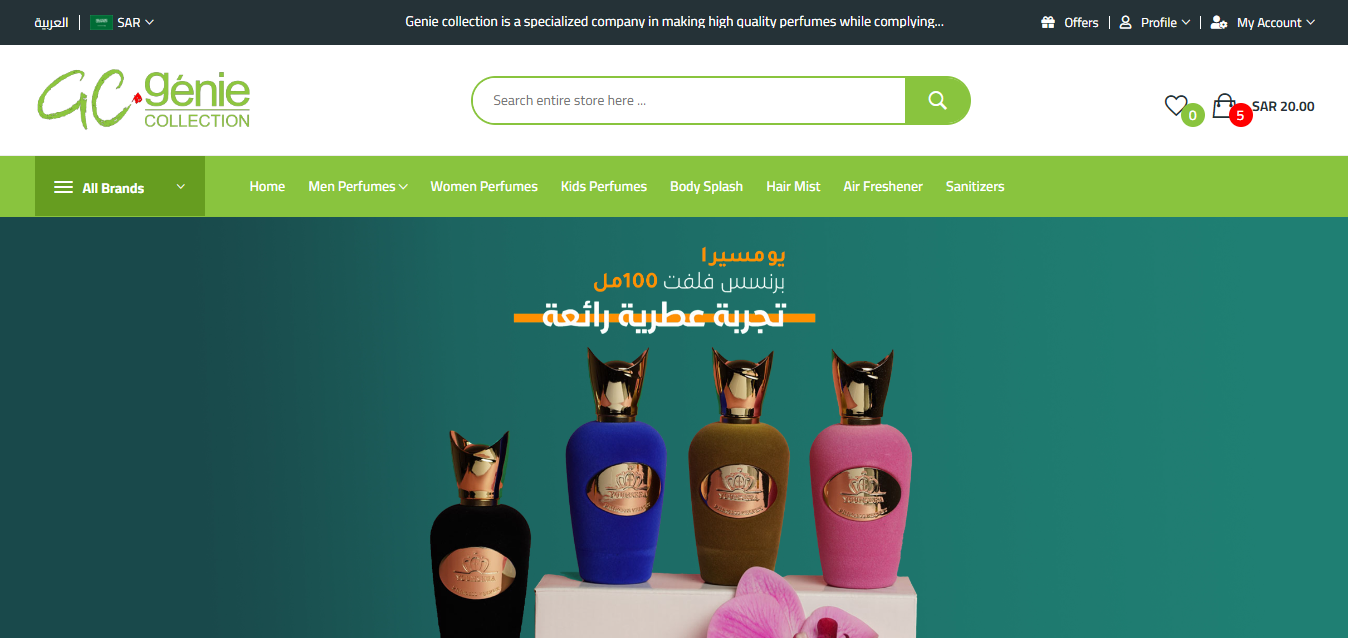 العربية
SAR
Genie collection is a specialized company in making high quality perfumes while complying...
Offers
Profile
My Account
GC génie
COLLECTION
Search entire store here ...
0
5
SAR 20.00
All Brands
Home
Men Perfumes
Women Perfumes
Kids Perfumes
Body Splash
Hair Mist
Air Freshener
Sanitizers
يومسيرا
برنسس فلفت 100مل
تجربة عطرية رائعة